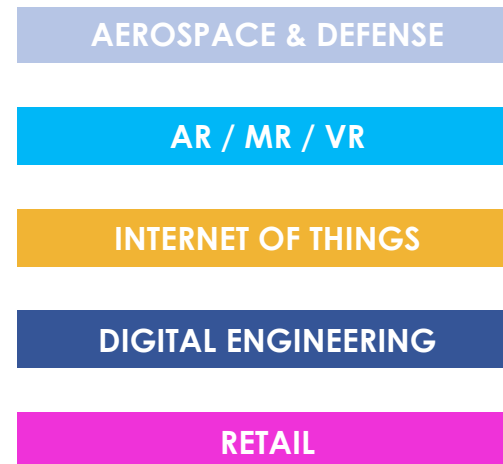 AEROSPACE & DEFENSE
AR / MR / VR
INTERNET OF THINGS
DIGITAL ENGINEERING
RETAIL